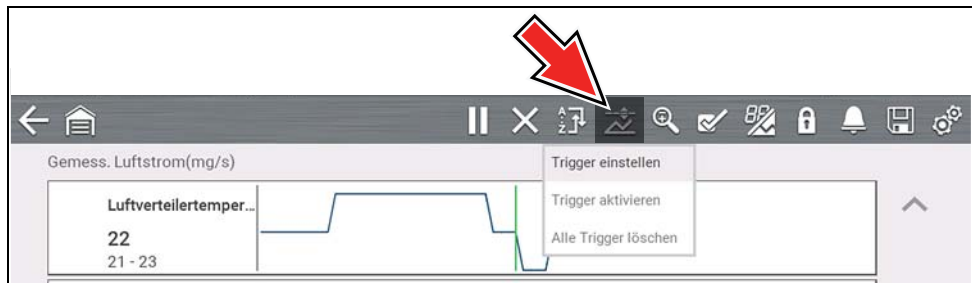 Gemess. Luftstrom(mg/s)
Luftverteilertemper...
22
21 - 23
Trigger einstellen
Trigger aktivieren
Alle Trigger löschen